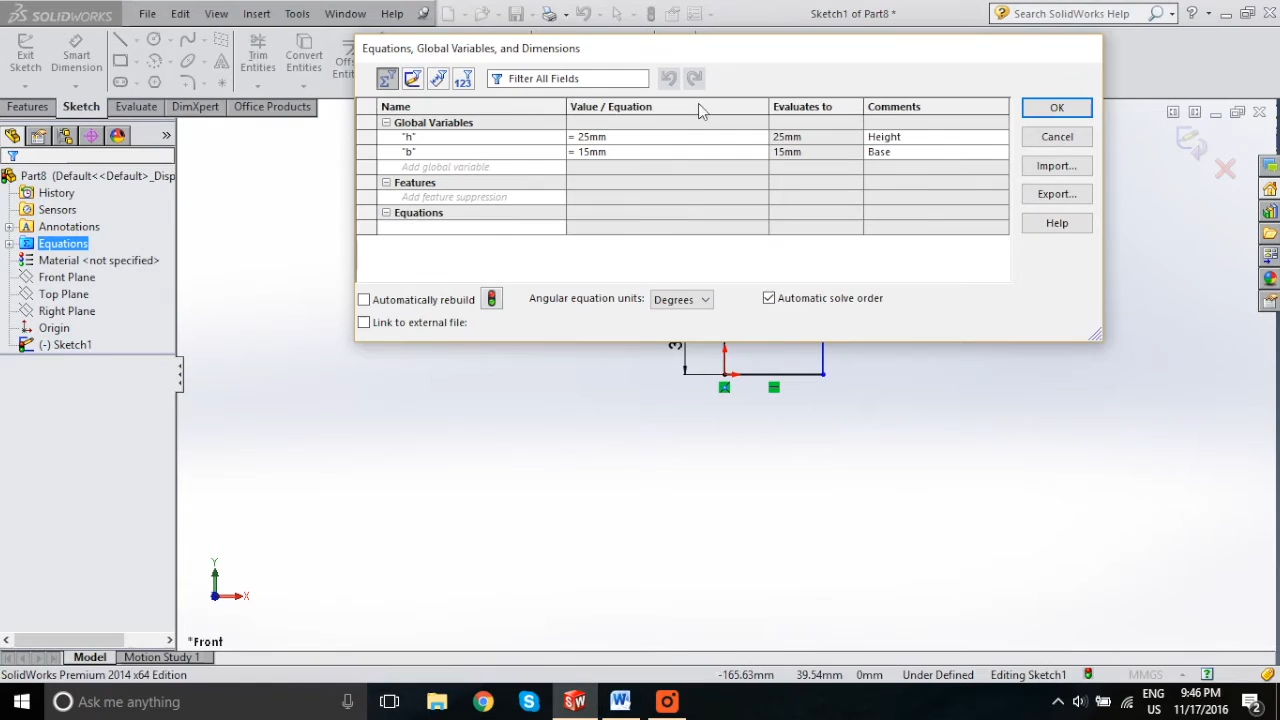 SOLIDWORKS File Edit View Insert Tools Window Help Sketch1 of Part8 * Search SolidWorks Help
Exit Sketch
Smart Dimension
Trim Entities
Convert Entities
Features Sketch Evaluate DimXpert Office Products
Equations, Global Variables, and Dimensions
Filter All Fields
Name Value / Equation Evaluates to Comments
Global Variables
"h" = 25mm 25mm Height
"b" = 15mm 15mm Base
Add global variable
Features
Add feature suppression
Equations
OK
Cancel
Import...
Export...
Help
Automatically rebuild Angular equation units: Degrees Automatic solve order
Link to external file:
Part8 (Default<<Default>_Disp
History
Sensors
Annotations
Equations
Material <not specified>
Front Plane
Top Plane
Right Plane
Origin
(-) Sketch1
Y
X
*Front
Model Motion Study 1
SolidWorks Premium 2014 x64 Edition -165.63mm 39.54mm 0mm Under Defined Editing Sketch1 MMGS
Ask me anything ENG US 9:46 PM 11/17/2016